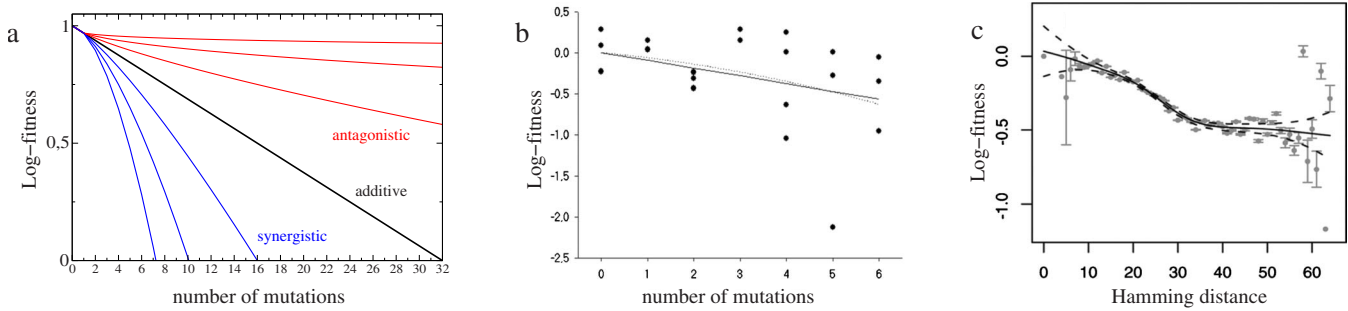 a
Log−fitness
1
0.5
0
antagonistic
additive
synergistic
0 2 4 6 8 10 12 14 16 18 20 22 24 26 28 30 32
number of mutations
b
Log−fitness
0.5
0.0
-0.5
-1.0
-1.5
-2.0
-2.5
0 1 2 3 4 5 6
number of mutations
c
Log−fitness
0.0
-0.5
-1.0
0 10 20 30 40 50 60
Hamming distance